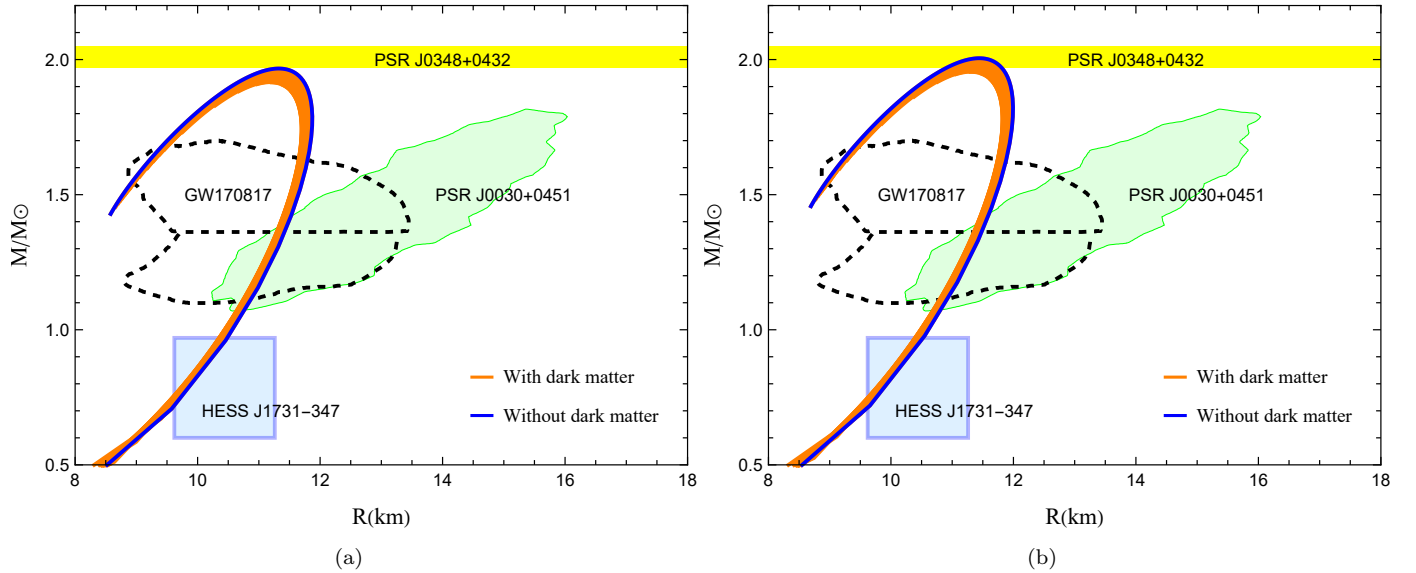 2.0
1.5
1.0
0.5
8
10
12
14
16
18
M/M⊙
R(km)
PSR J0348+0432
GW170817
PSR J0030+0451
HESS J1731−347
With dark matter
Without dark matter
(a)
2.0
1.5
1.0
0.5
8
10
12
14
16
18
M/M⊙
R(km)
PSR J0348+0432
GW170817
PSR J0030+0451
HESS J1731−347
With dark matter
Without dark matter
(b)